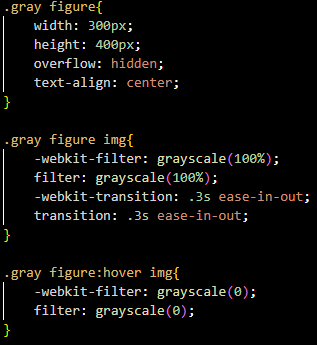 .gray figure{
width: 300px;
height: 400px;
overflow: hidden;
text-align: center;
}
.gray figure img{
-webkit-filter: grayscale(100%);
filter: grayscale(100%);
-webkit-transition: .3s ease-in-out;
transition: .3s ease-in-out;
}
.gray figure:hover img{
-webkit-filter: grayscale(0);
filter: grayscale(0);
}